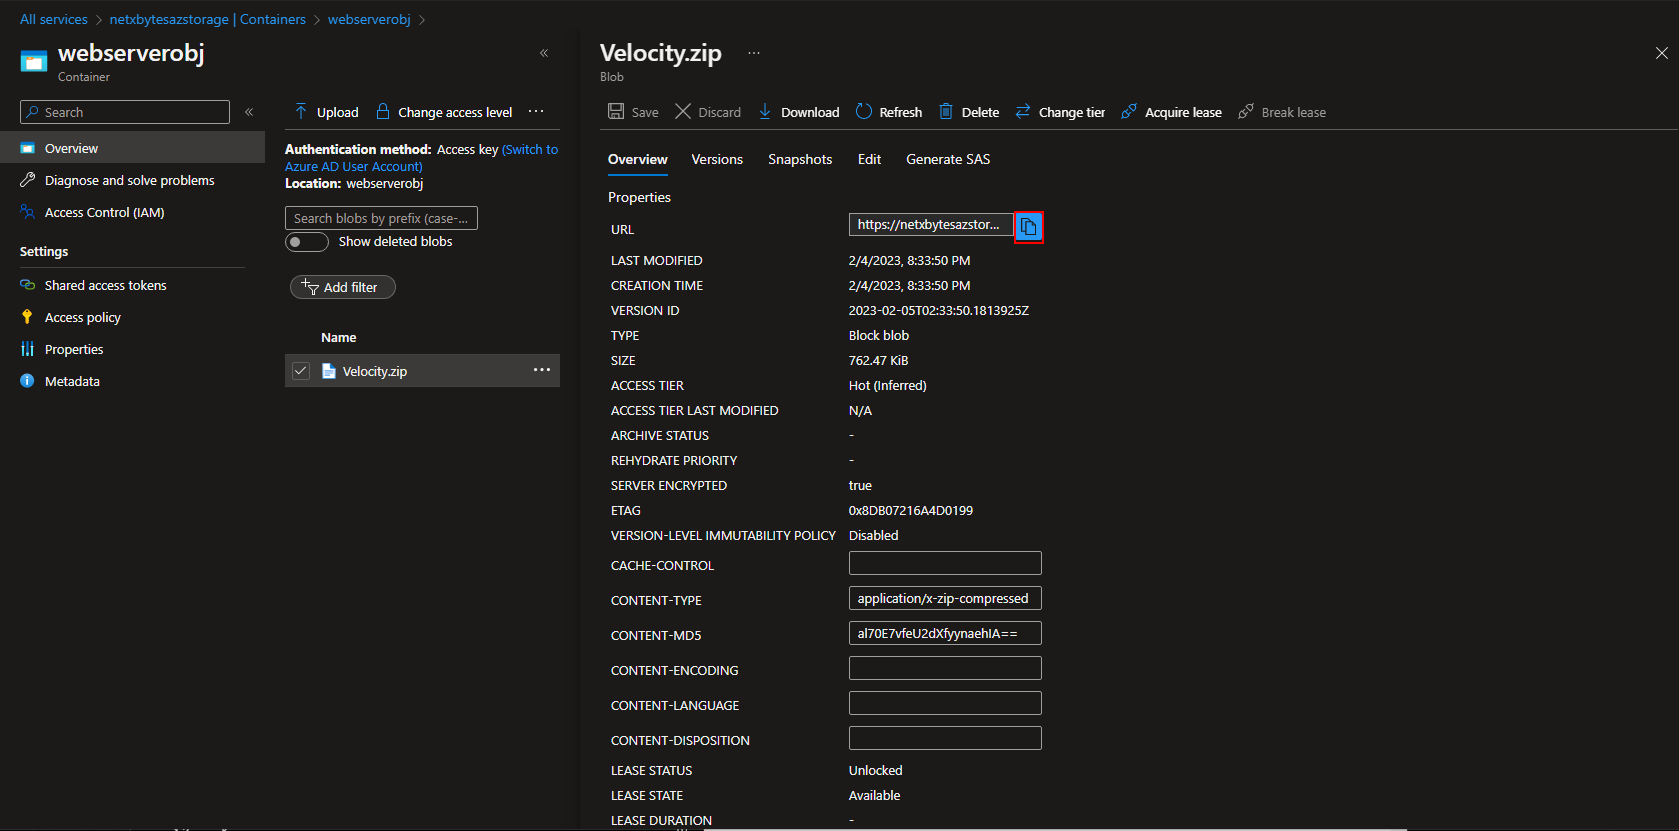 All services > netxbytesazstorage | Containers > webserverobj >
webserverobj
Container
Search
Overview
Diagnose and solve problems
Access Control (IAM)
Settings
Shared access tokens
Access policy
Properties
Metadata
Upload Change access level ...
Authentication method: Access key (Switch to
Azure AD User Account)
Location: webserverobj
Search blobs by prefix (case-...
Show deleted blobs
Add filter
Name
Velocity.zip ...
Velocity.zip ...
Blob
Save Discard Download Refresh Delete Change tier Acquire lease Break lease
Overview Versions Snapshots Edit Generate SAS
Properties
URL https://netxbytesazstor...
LAST MODIFIED 2/4/2023, 8:33:50 PM
CREATION TIME 2/4/2023, 8:33:50 PM
VERSION ID 2023-02-05T02:33:50.1813925Z
TYPE Block blob
SIZE 762.47 KiB
ACCESS TIER Hot (Inferred)
ACCESS TIER LAST MODIFIED N/A
ARCHIVE STATUS -
REHYDRATE PRIORITY -
SERVER ENCRYPTED true
ETAG 0x8DB07216A4D0199
VERSION-LEVEL IMMUTABILITY POLICY Disabled
CACHE-CONTROL
CONTENT-TYPE application/x-zip-compressed
CONTENT-MD5 al70E7vfeU2dXfyynaehIA==
CONTENT-ENCODING
CONTENT-LANGUAGE
CONTENT-DISPOSITION
LEASE STATUS Unlocked
LEASE STATE Available
LEASE DURATION -